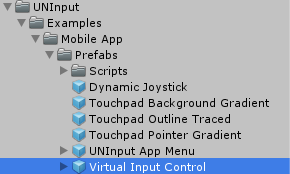 UNInput
Examples
Mobile App
Prefabs
Scripts
Dynamic Joystick
Touchpad Background Gradient
Touchpad Outline Traced
Touchpad Pointer Gradient
UNInput App Menu
Virtual Input Control